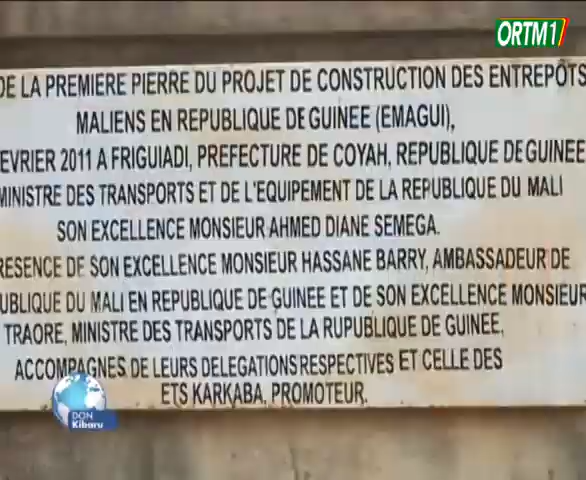 ORTM1
DE LA PREMIERE PIERRE DU PROJET DE CONSTRUCTION DES ENTREPÔTS
MALIENS EN REPUBLIQUE DE GUINEE (EMAGUI),
EVRIER 2011 A FRIGUIADI, PREFECTURE DE COYAH, REPUBLIQUE DE GUINEE
MINISTRE DES TRANSPORTS ET DE L'EQUIPEMENT DE LA REPUBLIQUE DU MALI
SON EXCELLENCE MONSIEUR AHMED DIANE SEMEGA.
RESENCE DE SON EXCELLENCE MONSIEUR HASSANE BARRY, AMBASSADEUR DE
UBLIQUE DU MALI EN REPUBLIQUE DE GUINEE ET DE SON EXCELLENCE MONSIEUR
TRAORE, MINISTRE DES TRANSPORTS DE LA RUPUBLIQUE DE GUINEE,
ACCOMPAGNES DE LEURS DELEGATIONS RESPECTIVES ET CELLE DES
ETS KARKABA, PROMOTEUR.
DON
Kibaru